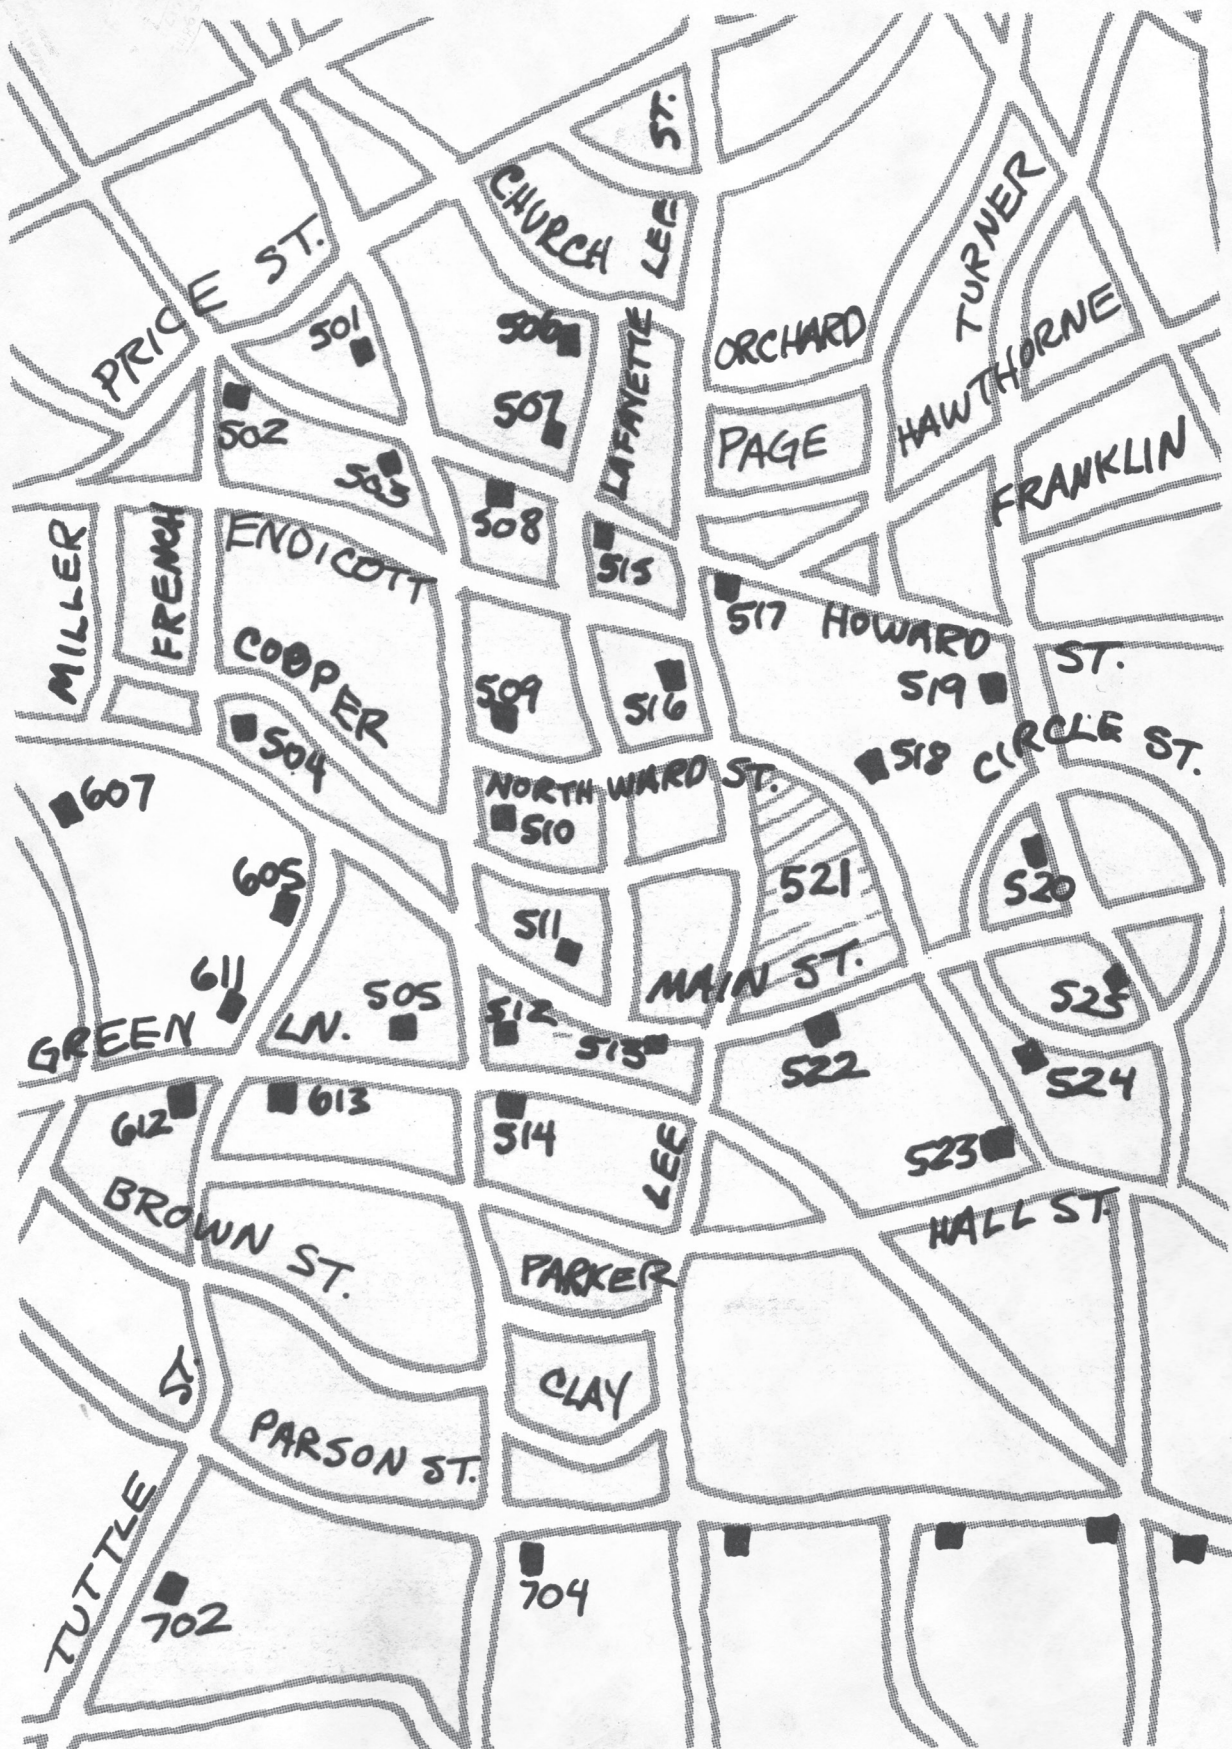 ST.
CHURCH
LEE
TURNER
PRICE ST.
501
506
LAFAYETTE
ORCHARD
HAWTHORNE
502
507
PAGE
503
508
FRANKLIN
MILLER
FRENCH
ENDICOTT
515
517
HOWARD
ST.
COOPER
509
516
519
504
518
CIRCLE ST.
607
NORTH WARD ST.
510
605
521
520
511
611
MAIN ST.
505
512
525
GREEN LN.
513
522
524
612
613
514
523
LEE
BROWN ST.
HALL ST.
PARKER
ST.
CLAY
PARSON ST.
TUTTLE
702
704